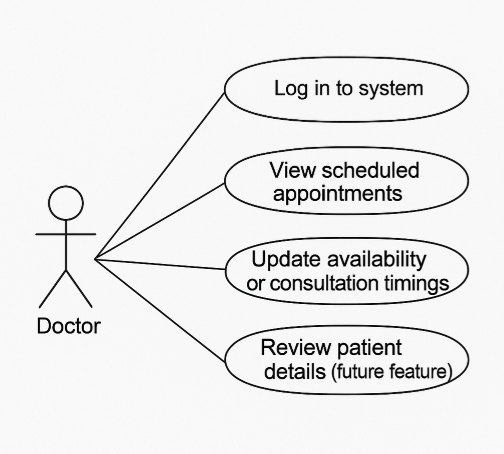 Log in to system
View scheduled
appointments
Update availability
or consultation timings
Doctor
Review patient
details (future feature)